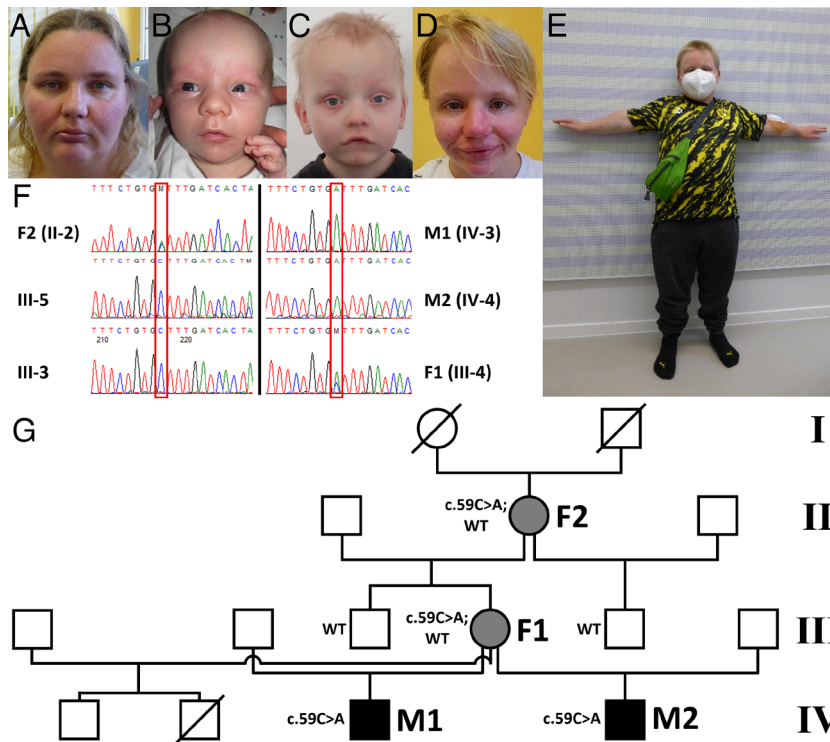 A B C D E
F
TTTCTGTGMTTTGATCACTA TTTCTGTGATTTGATCAC
F2 (II-2) M1 (IV-3)
TTTCTGTGCTTTGATCACTM TTTCTGTGATTTGATCAC
III-5 M2 (IV-4)
TTTCTGTGCTTTGATCACTA TTTCTGTGMTTTGATCAC
210 220
III-3 F1 (III-4)
G
I
c.59C>A;
WT F2 II
c.59C>A;
WT WT F1 WT III
c.59C>A M1 c.59C>A M2 IV